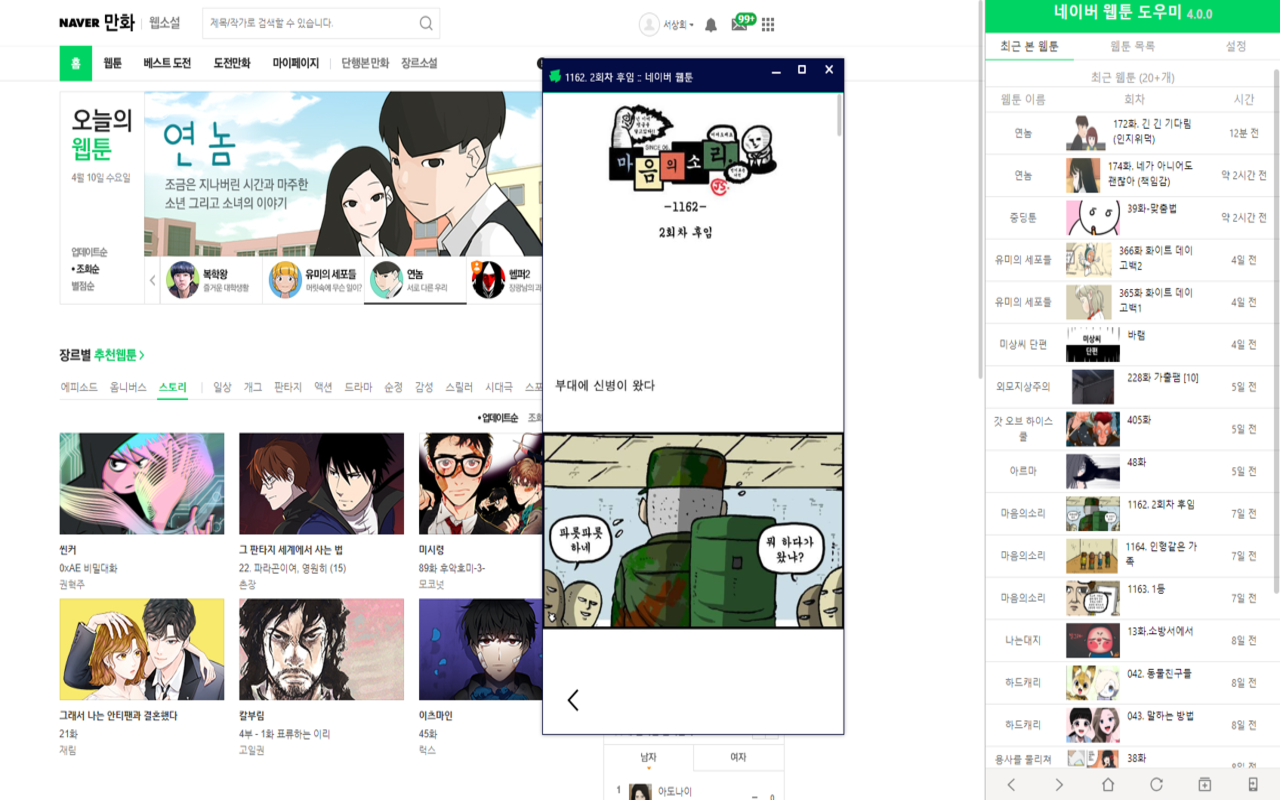 NAVER 만화 웹소설
제목/작가로 검색할 수 있습니다.
서상회
99+
홈 웹툰 베스트 도전 도전만화 마이페이지 단행본만화 장르소설
오늘의
웹툰
4월 10일 수요일
업데이트순
• 조회순
별점순
연놈
조금은 지나버린 시간과 마주한
소년 그리고 소녀의 이야기
복학왕
즐거운 대학생활
유미의 세포들
머릿속에 무슨 일이?
연놈
서로 다른 우리
헬퍼2
장르별 추천웹툰
에피소드 옴니버스 스토리 일상 개그 판타지 액션 드라마 순정 감성 스릴러 시대극
• 업데이트순
씬커
0xAE 비밀대화
권혁주
그 판타지 세계에서 사는 법
22. 파라곤이여, 영원히 (15)
촌장
미시령
89화 후악호미-3-
모코넛
그래서 나는 안티팬과 결혼했다
21화
재림
칼부림
4부 - 1화 표류하는 이리
고일권
이츠마인
45화
럭스
1162. 2회차 후임 :: 네이버 웹툰
SINCE 06
마음의소리
-1162-
2회차 후임
부대에 신병이 왔다
파릇파릇
하네
뭐 하다가
왔냐?
남자 여자
1 아도나이
0
네이버 웹툰 도우미 4.0.0
최근 본 웹툰 웹툰 목록 설정
최근 웹툰 (20+개)
웹툰 이름 회차 시간
연놈 172화. 긴 긴 기다림 (인지위덕) 12분 전
연놈 174화. 네가 아니어도 괜찮아 (책임감) 약 2시간 전
중딩툰 39화-맞춤법 약 2시간 전
유미의 세포들 366화 화이트 데이 고백2 4일 전
유미의 세포들 365화 화이트 데이 고백1 4일 전
미상씨 단편 미상씨 단편 바램 4일 전
외모지상주의 228화 가출팸 [10] 5일 전
갓 오브 하이스쿨 405화 5일 전
아르마 48화 5일 전
마음의소리 1162. 2회차 후임 7일 전
마음의소리 1164. 인형같은 가족 7일 전
마음의소리 1163. 1등 7일 전
나는대지 13화.소방서에서 8일 전
하드캐리 042. 동물친구들 8일 전
하드캐리 043. 말하는 방법 8일 전
용사를 물리쳐 38화 8일 전